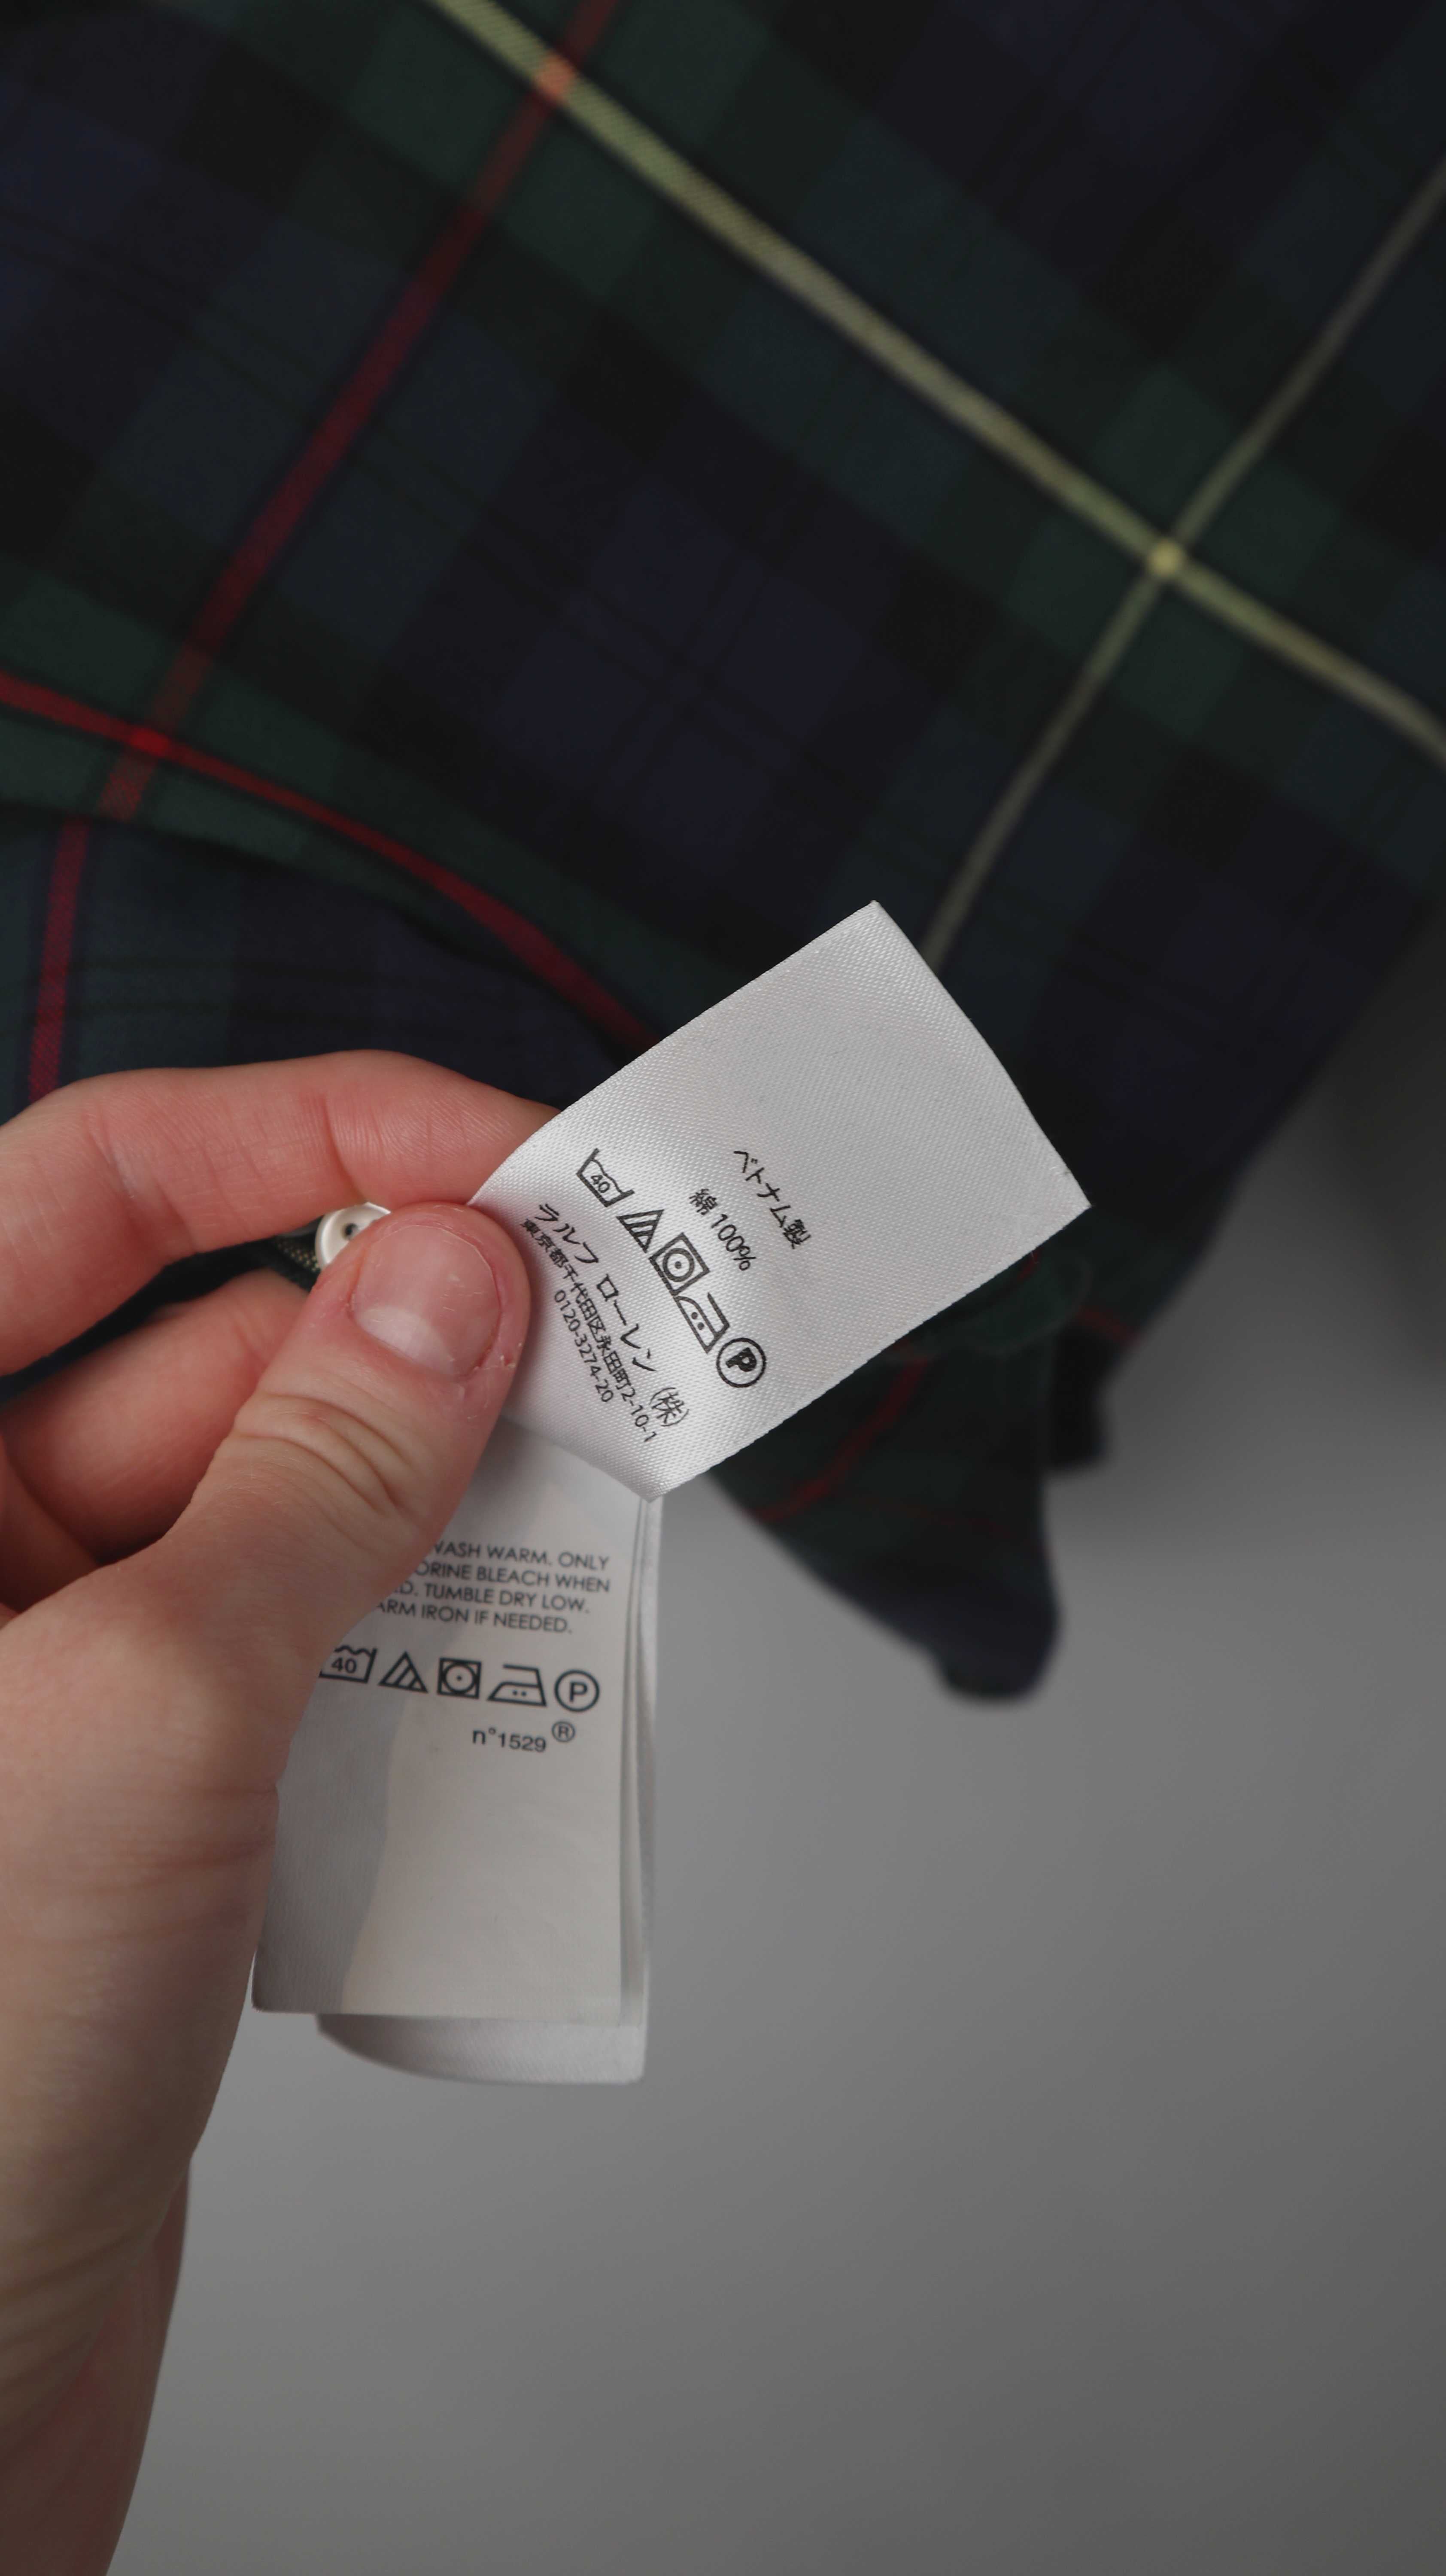 ベトナム製
綿 100%
40 P
ラルフ ローレン (株)
東京都千代田区永田町2-10-1
0120-3274-20
WASH WARM. ONLY
BLEACH WHEN
TUMBLE DRY LOW.
IRON IF NEEDED.
40 P
n°1529 ®